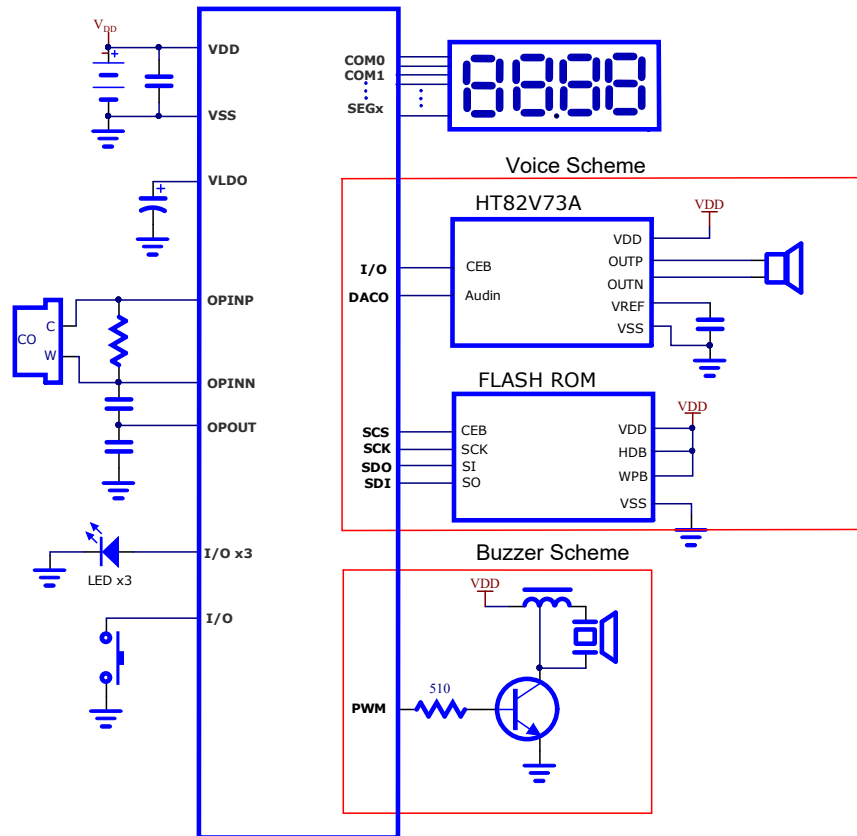 VDD
VDD
VSS
VLDO
OPINP
OPINN
OPOUT
C
CO
W
I/O x3
LED x3
I/O
COM0
COM1
SEGx
Voice Scheme
HT82V73A
VDD
VDD
OUTP
OUTN
VREF
VSS
I/O
CEB
DACO
Audin
FLASH ROM
VDD
SCS
CEB
VDD
SCK
SCK
HDB
SDO
SI
WPB
SDI
SO
VSS
Buzzer Scheme
VDD
510
PWM